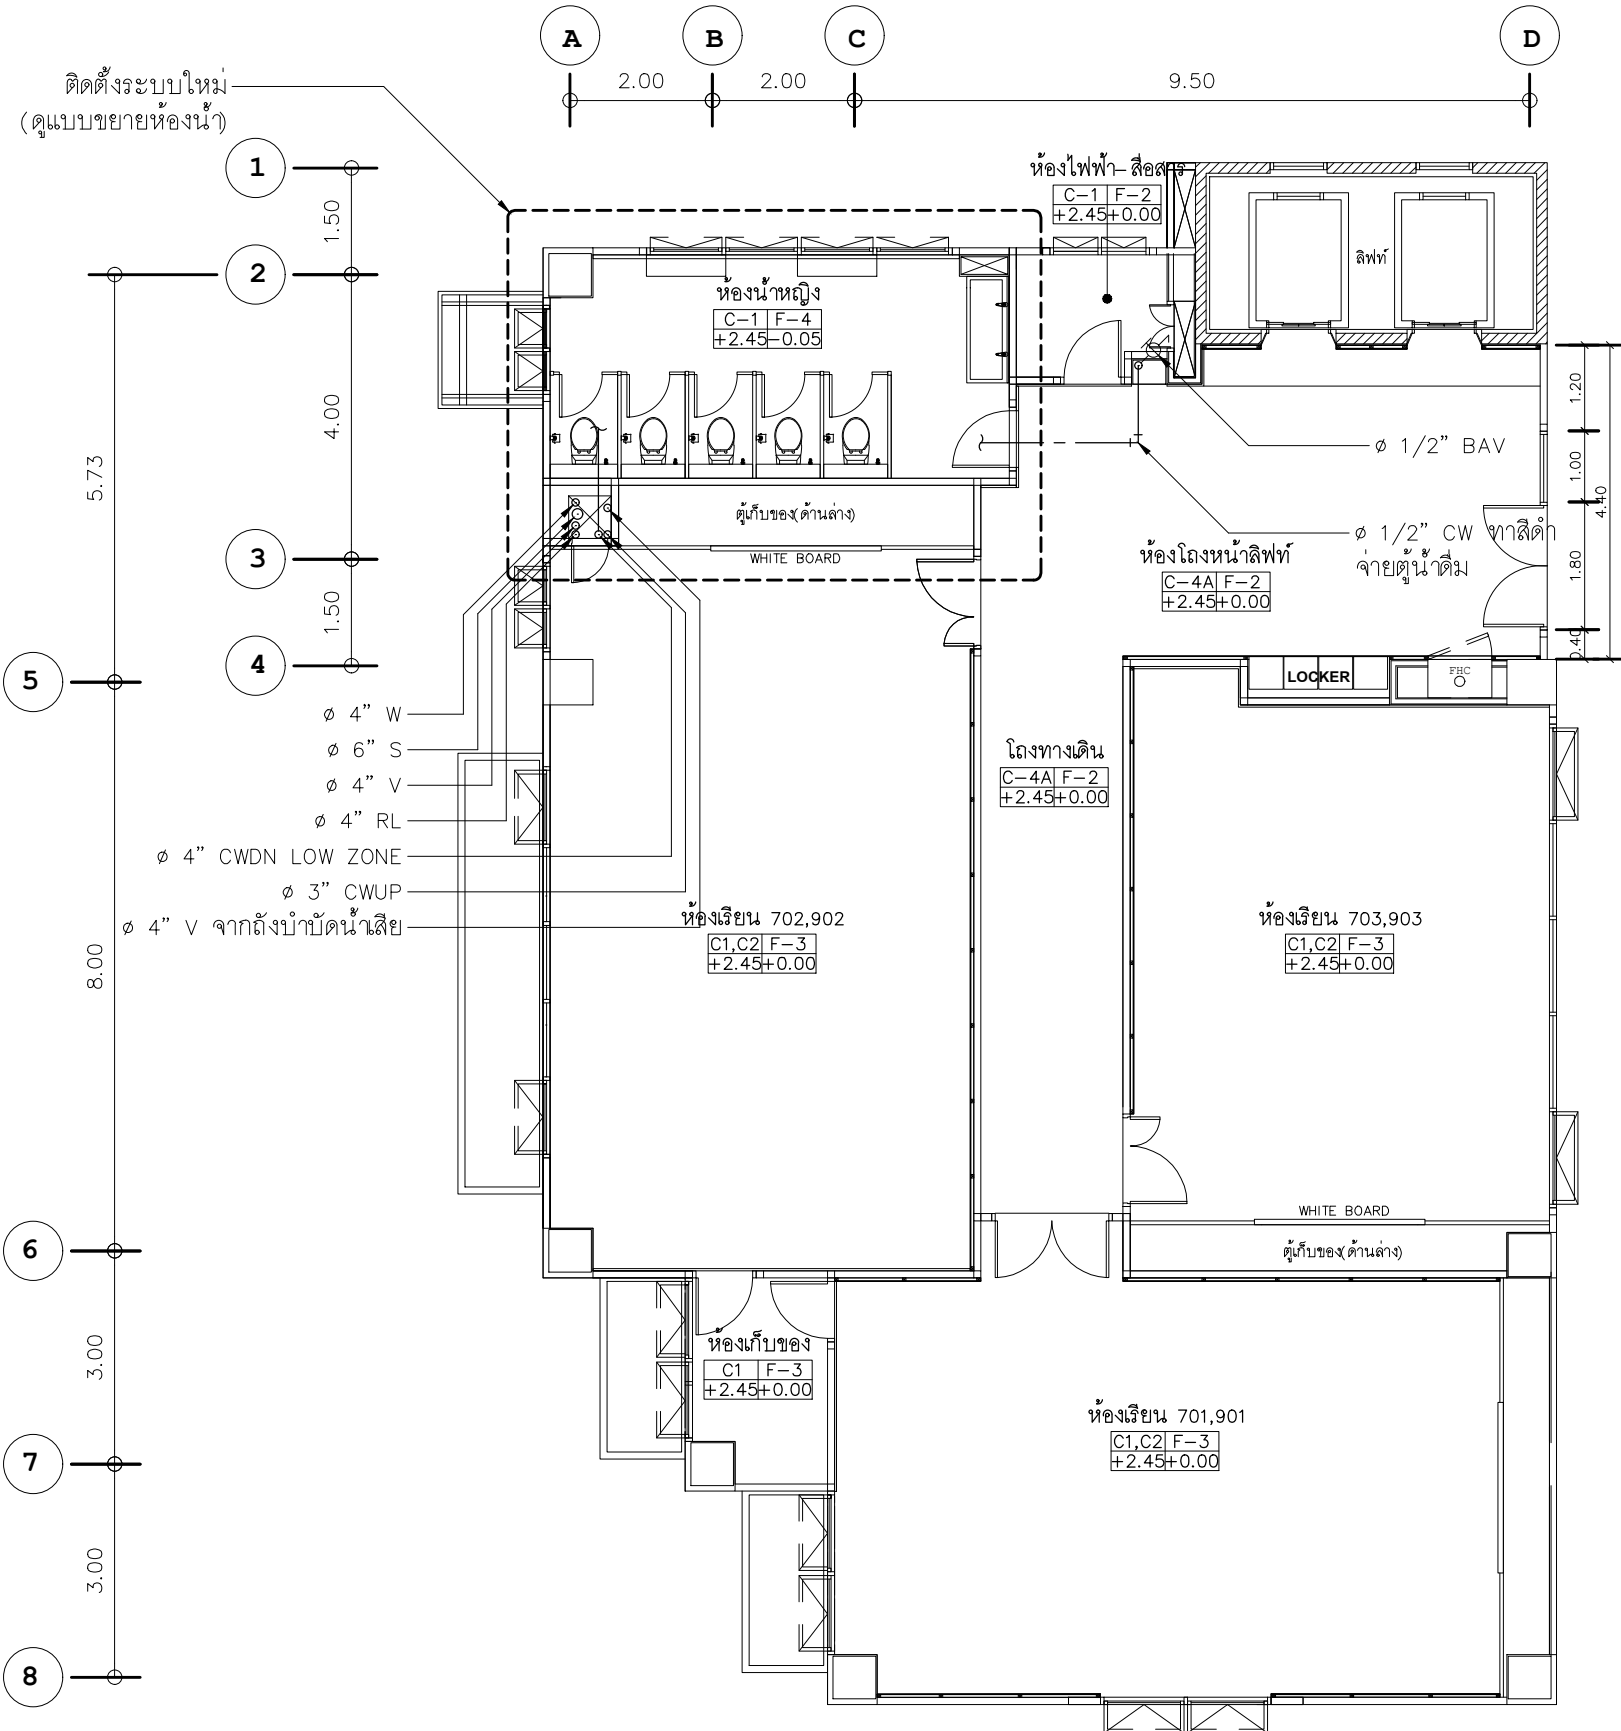 A
B
C
D
2.00
2.00
9.50
ติดตั้งระบบใหม่
(ดูแบบขยายห้องน้ำ)
1
1.50
2
4.00
3
1.50
4
5.73
5
8.00
6
3.00
7
3.00
8
ห้องไฟฟ้า-สื่อสาร
C-1 F-2
+2.45+0.00
ลิฟท์
ห้องน้ำหญิง
C-1 F-4
+2.45-0.05
ø 1/2" BAV
1.20
1.00
4.40
1.80
0.40
ตู้เก็บของ(ด้านล่าง)
WHITE BOARD
ø 1/2" CW ทาสีดำ
จ่ายตู้น้ำดื่ม
ห้องโถงหน้าลิฟท์
C-4A F-2
+2.45+0.00
LOCKER
FHC
ø 4" W
ø 6" S
ø 4" V
ø 4" RL
ø 4" CWDN LOW ZONE
ø 3" CWUP
ø 4" V จากถังบำบัดน้ำเสีย
โถงทางเดิน
C-4A F-2
+2.45+0.00
ห้องเรียน 702,902
C1,C2 F-3
+2.45+0.00
ห้องเรียน 703,903
C1,C2 F-3
+2.45+0.00
WHITE BOARD
ตู้เก็บของ(ด้านล่าง)
ห้องเก็บของ
C1 F-3
+2.45+0.00
ห้องเรียน 701,901
C1,C2 F-3
+2.45+0.00